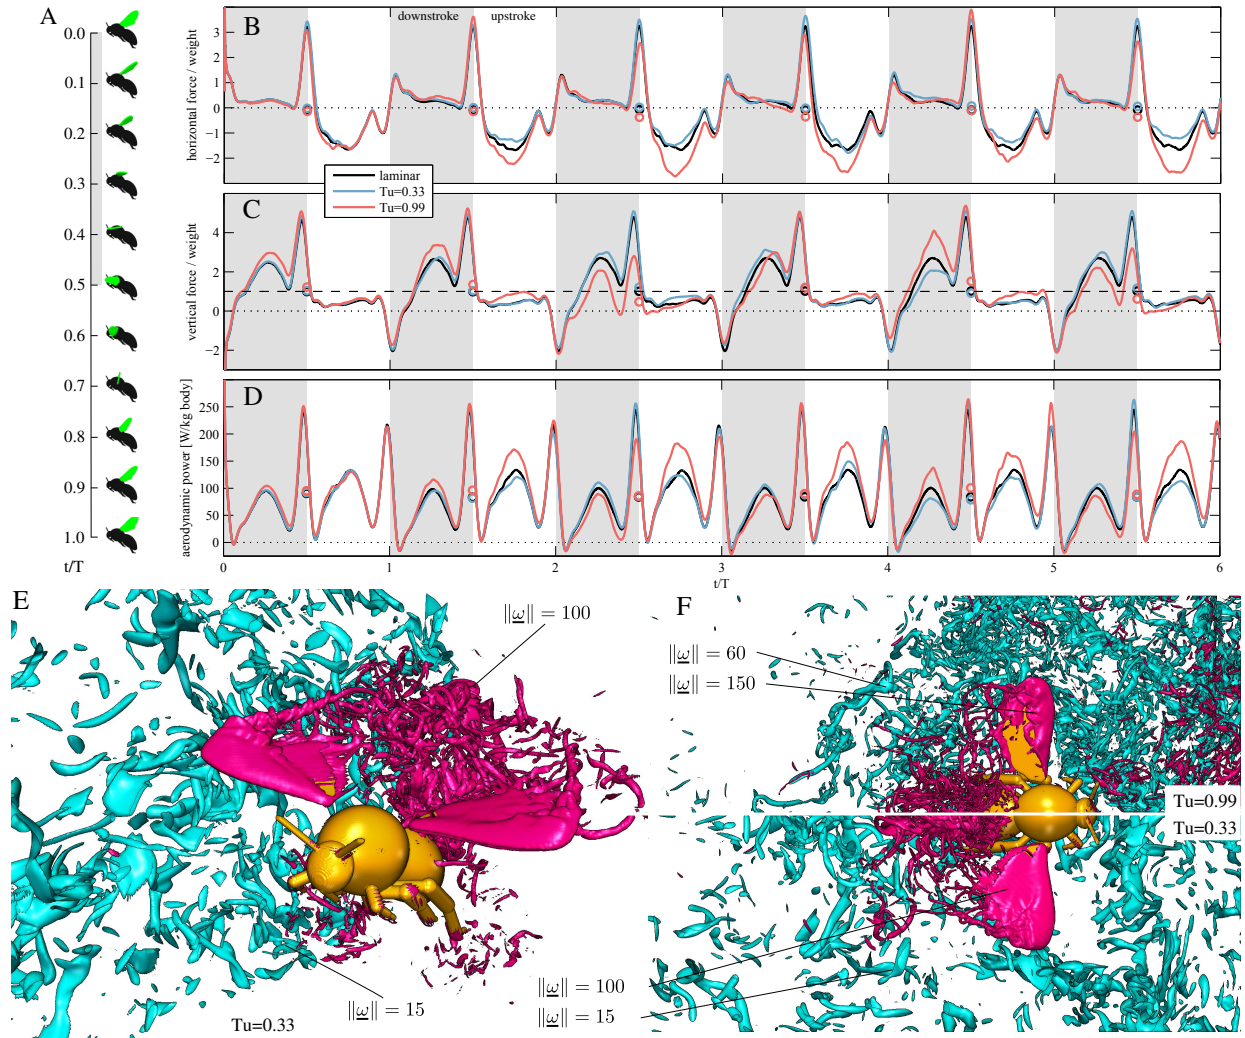 A
0.0
0.1
0.2
0.3
0.4
0.5
0.6
0.7
0.8
0.9
1.0
t/T
B
downstroke
upstroke
horizontal force / weight
3
2
1
0
−1
−2
laminar
Tu=0.33
Tu=0.99
C
vertical force / weight
4
2
0
−2
D
aerodynamic power [W/kg body]
250
200
150
100
50
0
0
1
2
3
4
5
6
t/T
E
‖ω‖ = 100
‖ω‖ = 15
Tu=0.33
F
‖ω‖ = 60
‖ω‖ = 150
Tu=0.99
Tu=0.33
‖ω‖ = 100
‖ω‖ = 15